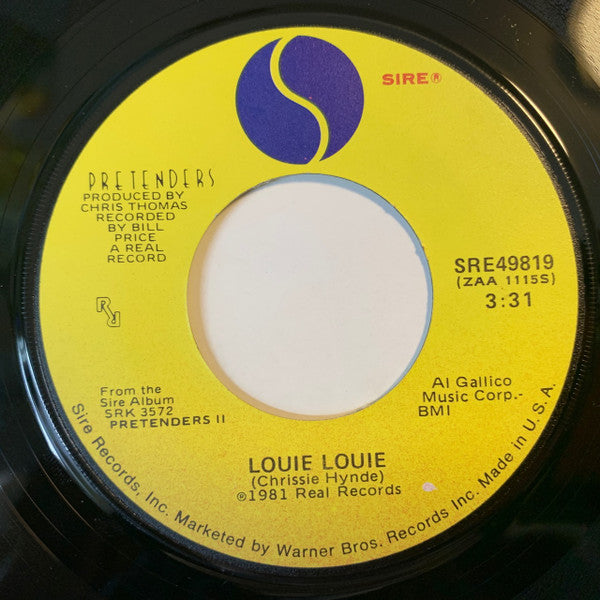 SIRE®
PRETENDERS
PRODUCED BY
CHRIS THOMAS
RECORDED
BY BILL
PRICE
A REAL
RECORD
SRE49819
(ZAA 1115S)
3:31
From the
Sire Album
SRK 3572
PRETENDERS II
Al Gallico
Music Corp.-
BMI
LOUIE LOUIE
(Chrissie Hynde)
℗1981 Real Records
Sire Records, Inc. Marketed by Warner Bros. Records Inc. Made in U.S.A.